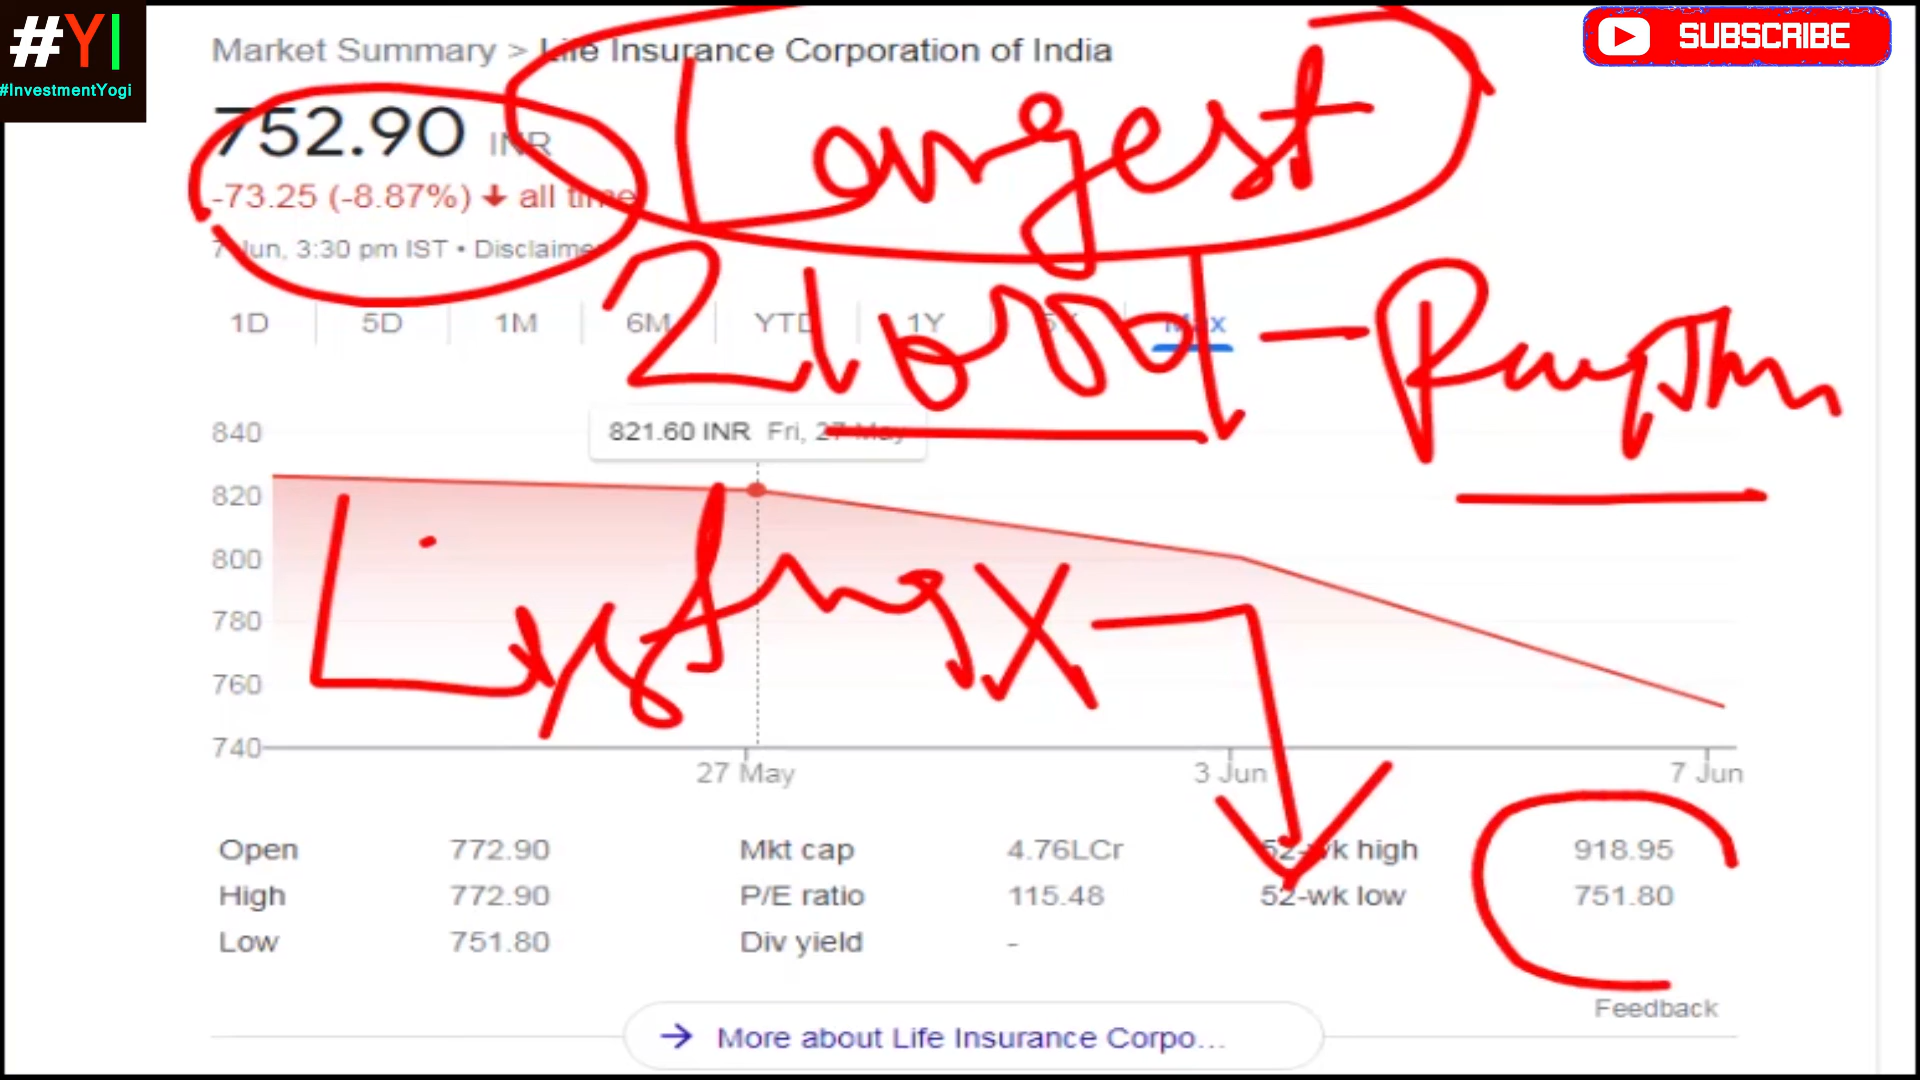 #YI
#InvestmentYogi
SUBSCRIBE
Market Summary > Life Insurance Corporation of India
752.90 INR
-73.25 (-8.87%) ↓ all time
7 Jun, 3:30 pm IST • Disclaimer
Largest
1D 5D 1M 6M YTD 1Y 5Y Max
821.60 INR Fri, 27 May
840
820
800
780
760
740
Listing X
27 May 3 Jun 7 Jun
Open 772.90 Mkt cap 4.76LCr 52-wk high 918.95
High 772.90 P/E ratio 115.48 52-wk low 751.80
Low 751.80 Div yield -
Feedback
→ More about Life Insurance Corpo...